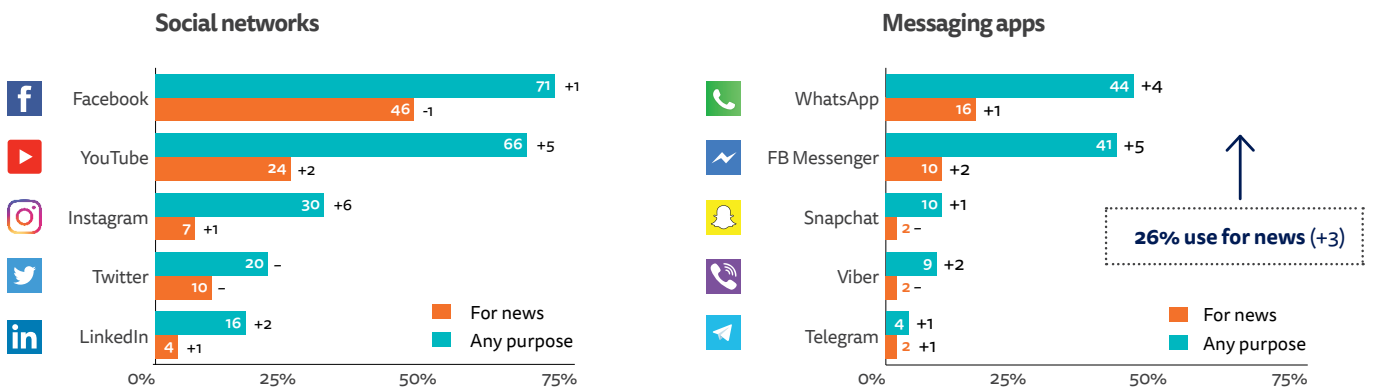 Social networks
Facebook
71 +1
46 -1
YouTube
66 +5
24 +2
Instagram
30 +6
7 +1
Twitter
20 –
10 –
LinkedIn
16 +2
4 +1
For news
Any purpose
0% 25% 50% 75%
Messaging apps
WhatsApp
44 +4
16 +1
FB Messenger
41 +5
10 +2
Snapchat
10 +1
2 –
Viber
9 +2
2 –
Telegram
4 +1
2 +1
26% use for news (+3)
For news
Any purpose
0% 25% 50% 75%
f
in